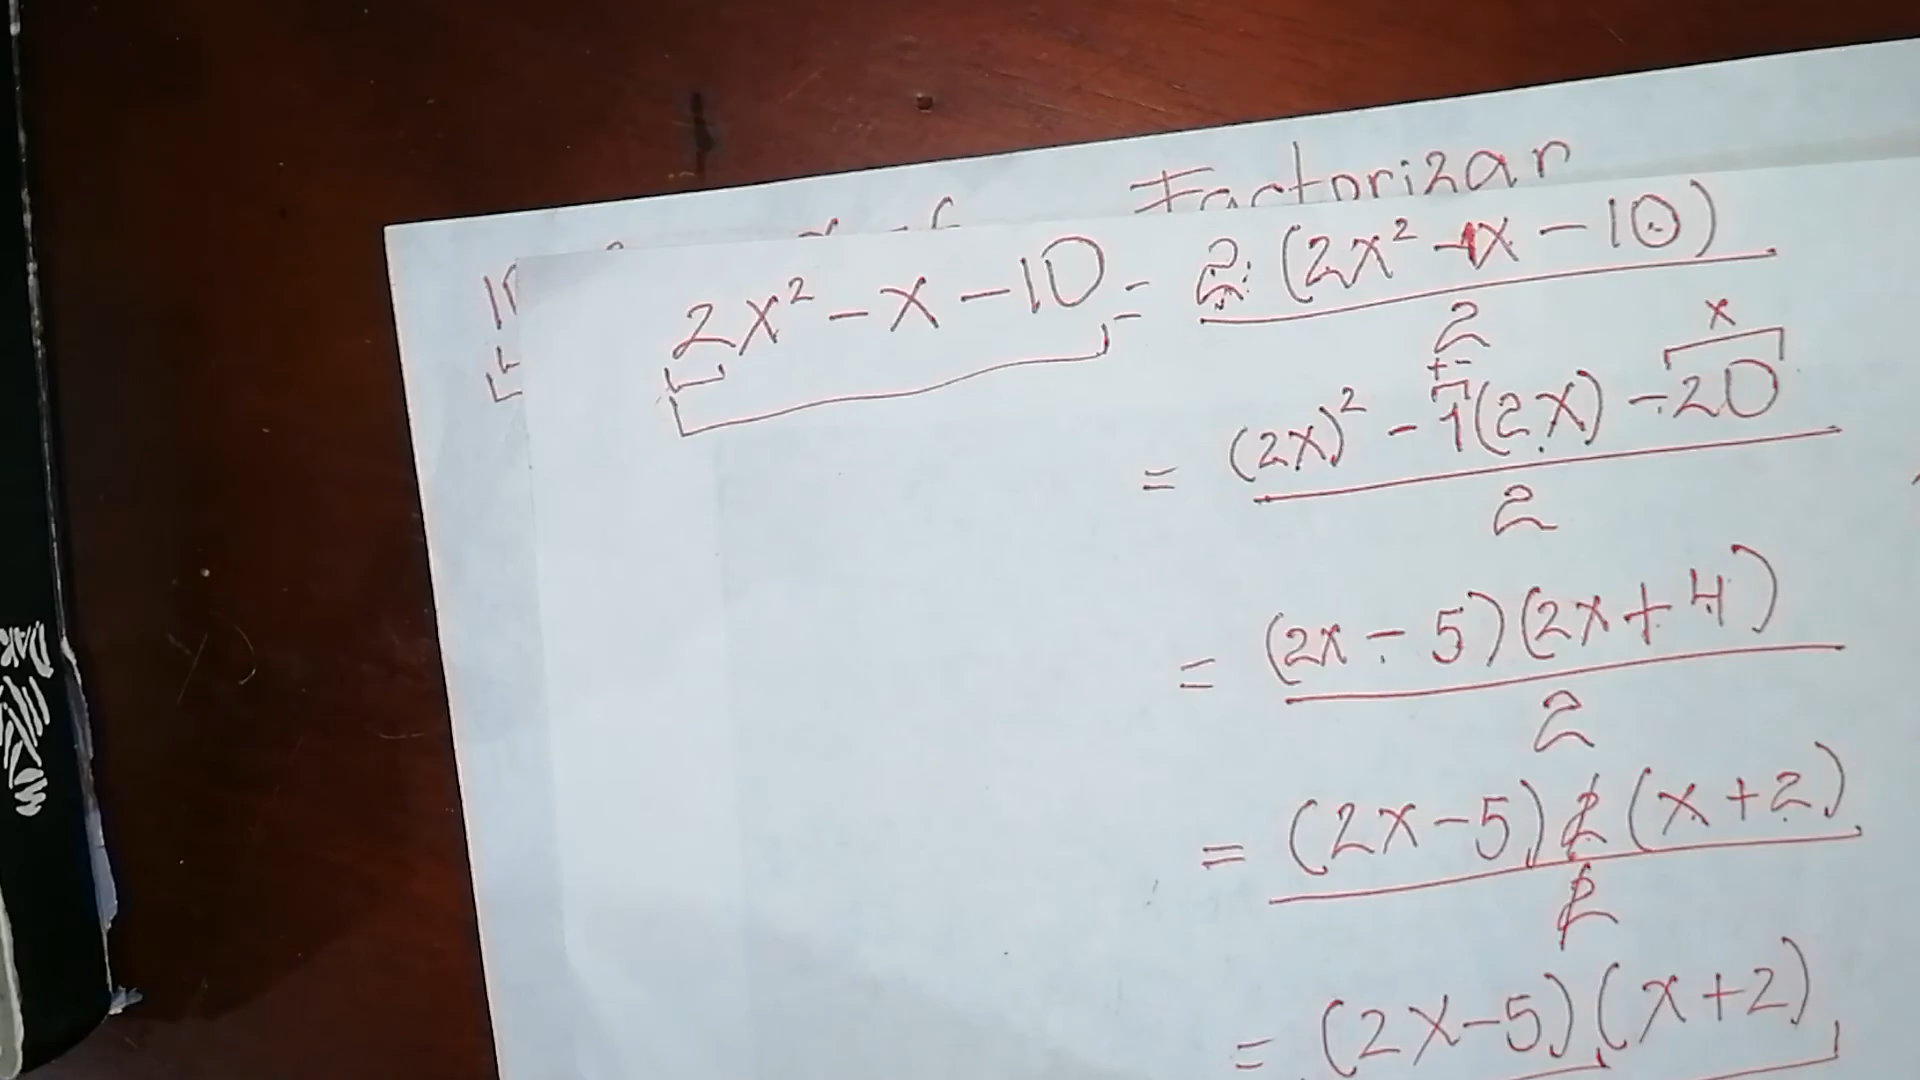 Factorizar
2x² - x - 10 = 2 (2x² - 1x - 10)
2
+ -
x
= (2x)² - 1(2x) - 20
2
= (2x - 5)(2x + 4)
2
= (2x - 5) 2 (x + 2)
2
= (2x - 5)(x + 2)